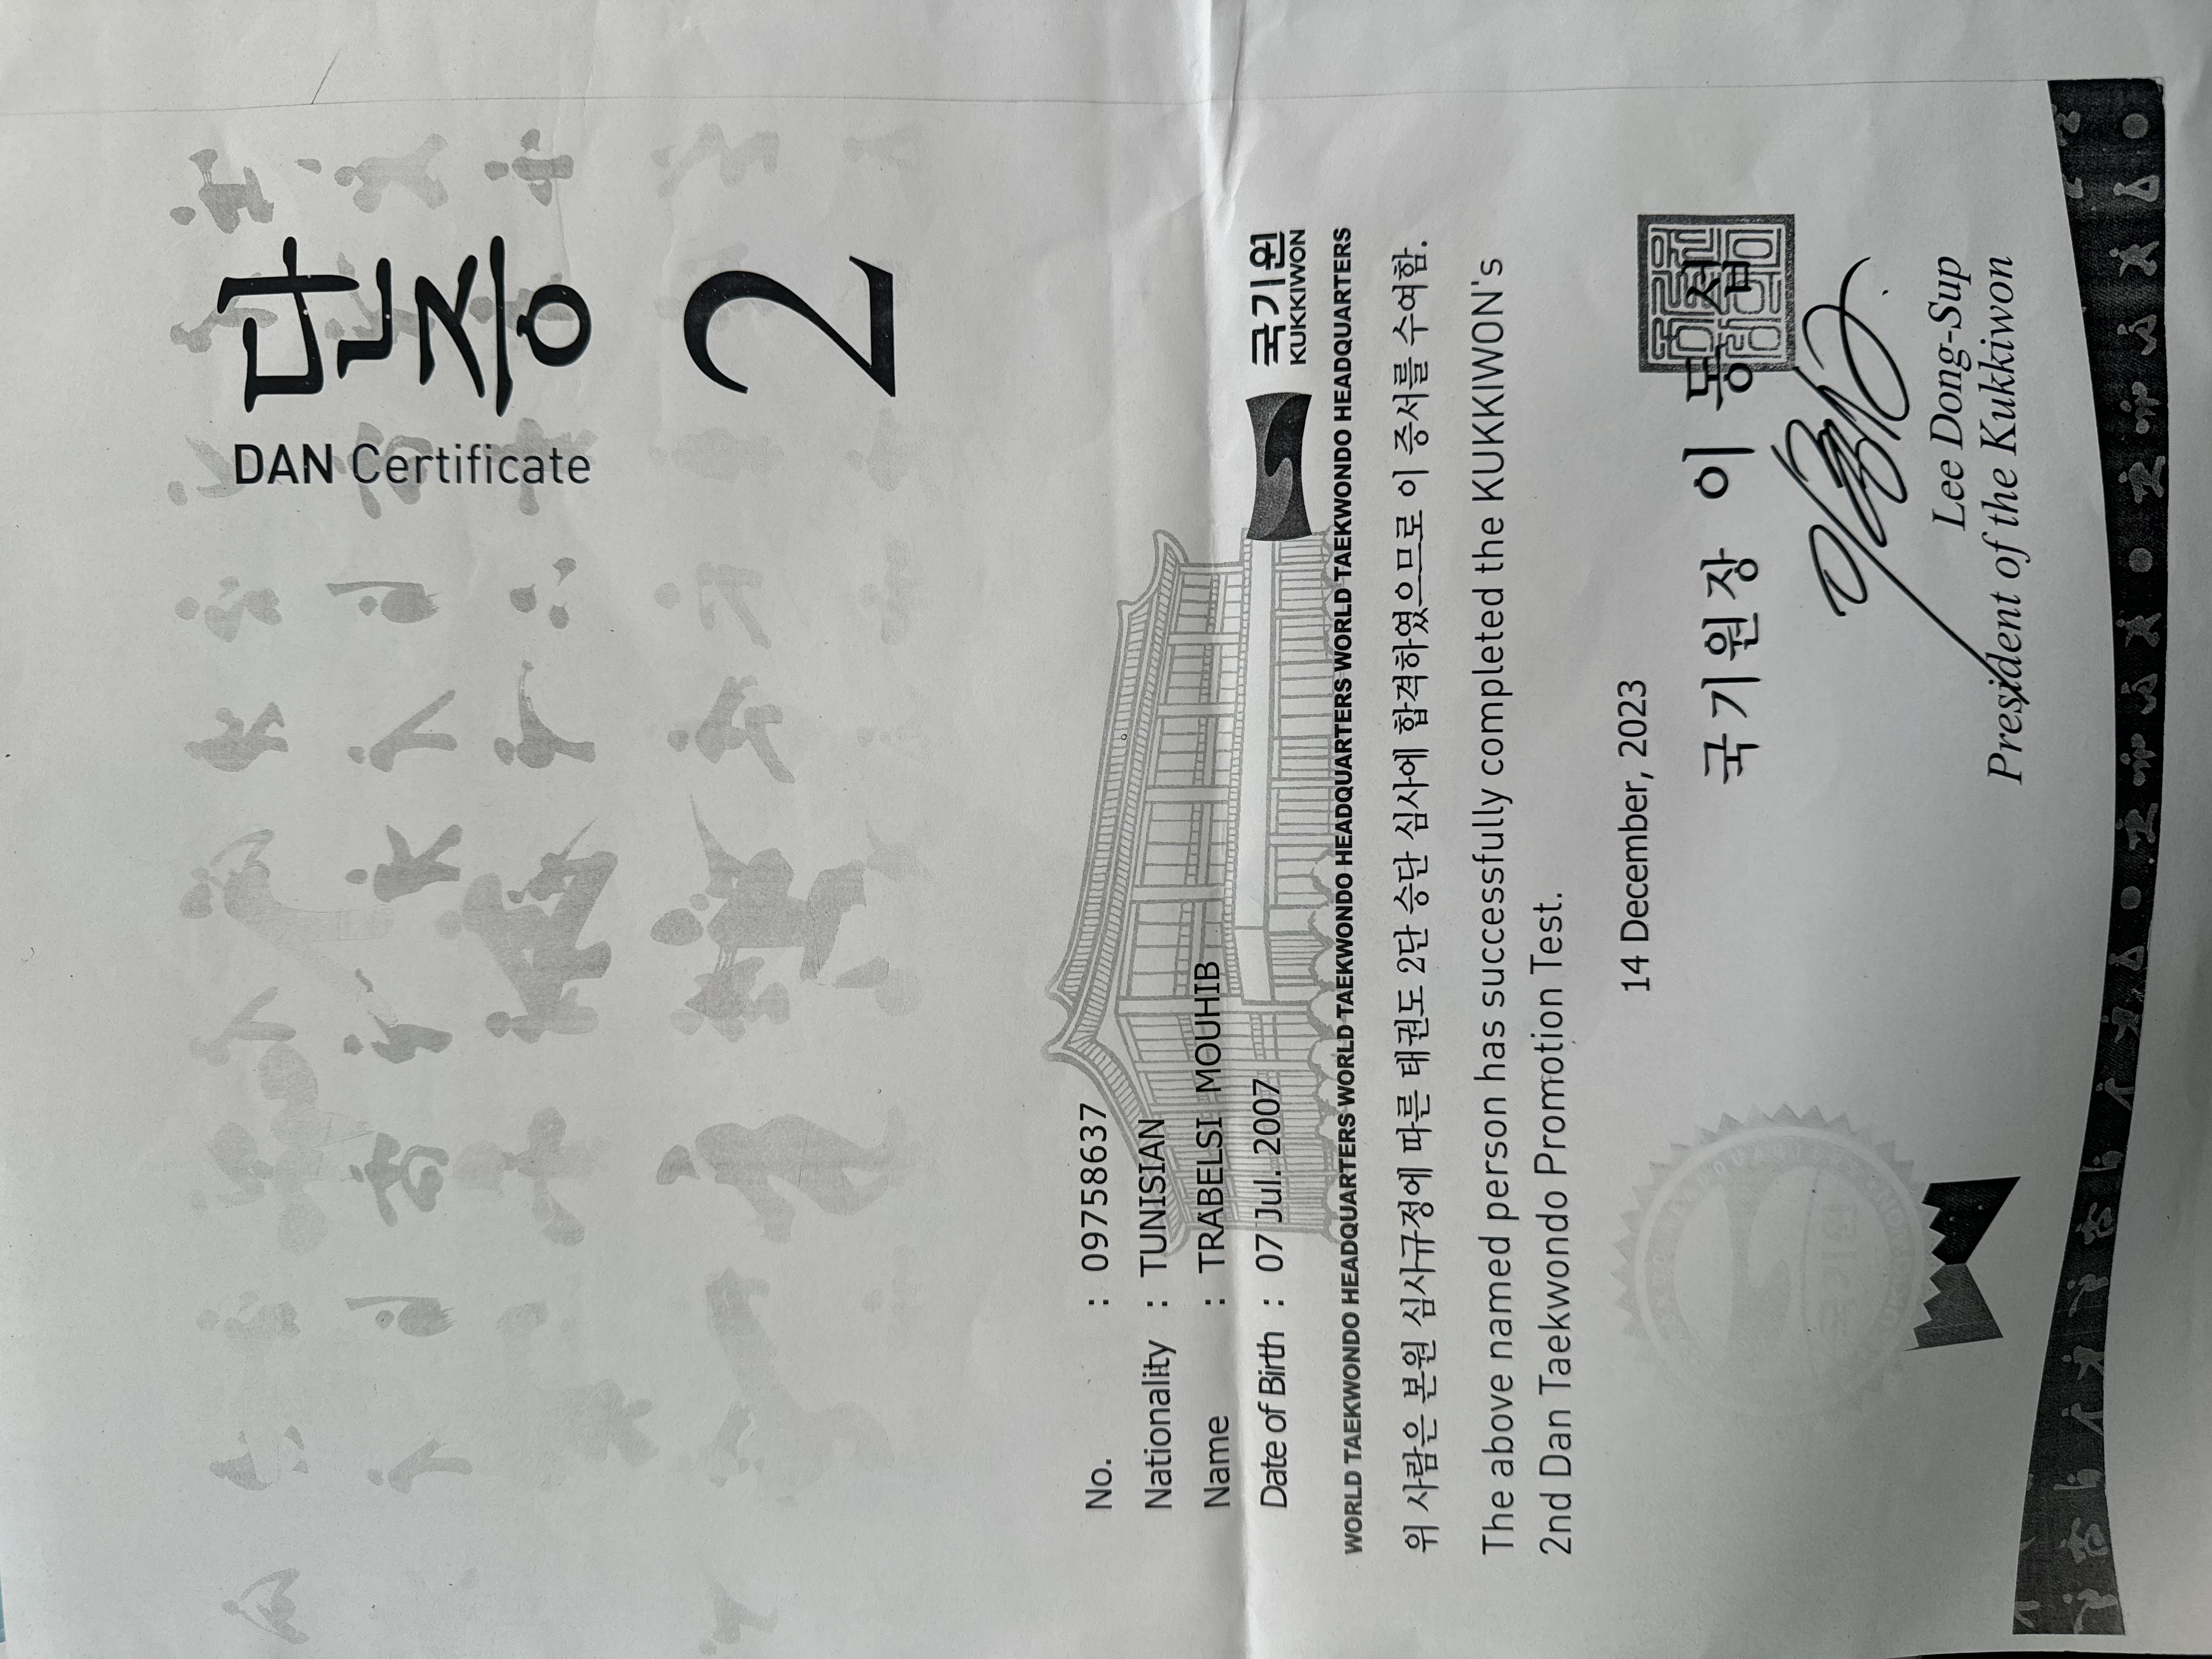 단증
DAN Certificate
2
No. : 09758637
Nationality : TUNISIAN
Name : TRABELSI MOUHIB
Date of Birth : 07 Jul. 2007
국기원
KUKKIWON
WORLD TAEKWONDO HEADQUARTERS WORLD TAEKWONDO HEADQUARTERS WORLD TAEKWONDO HEADQUARTERS WORLD TAEKWONDO HEADQUARTERS
위 사람은 본원 심사규정에 따른 태권도 2단 승단 심사에 합격하였으므로 이 증서를 수여함.
The above named person has successfully completed the KUKKIWON's
2nd Dan Taekwondo Promotion Test.
14 December, 2023
국기원장 이 동 섭
Lee Dong-Sup
President of the Kukkiwon